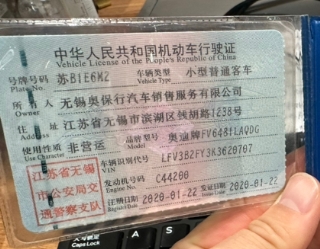 中华人民共和国机动车行驶证
Vehicle License of the People's Republic of China
号牌号码 苏B1E6M2 车辆类型 小型普通客车
Plate No. Vehicle Type
所有人 无锡奥保行汽车销售服务有限公司
Owner
住址 江苏省无锡市滨湖区钱胡路1238号
Address
使用性质 非营运 品牌型号 奥迪牌FV6481LAQDG
Use Character Model
江苏省无锡市公安局交通警察支队
车辆识别代号 LFV3B2FY3K3620707
VIN
发动机号码 C44200
Engine No.
注册日期 2020-01-22 发证日期 2020-01-22
Register Date Issue Date
Caps Lock
A